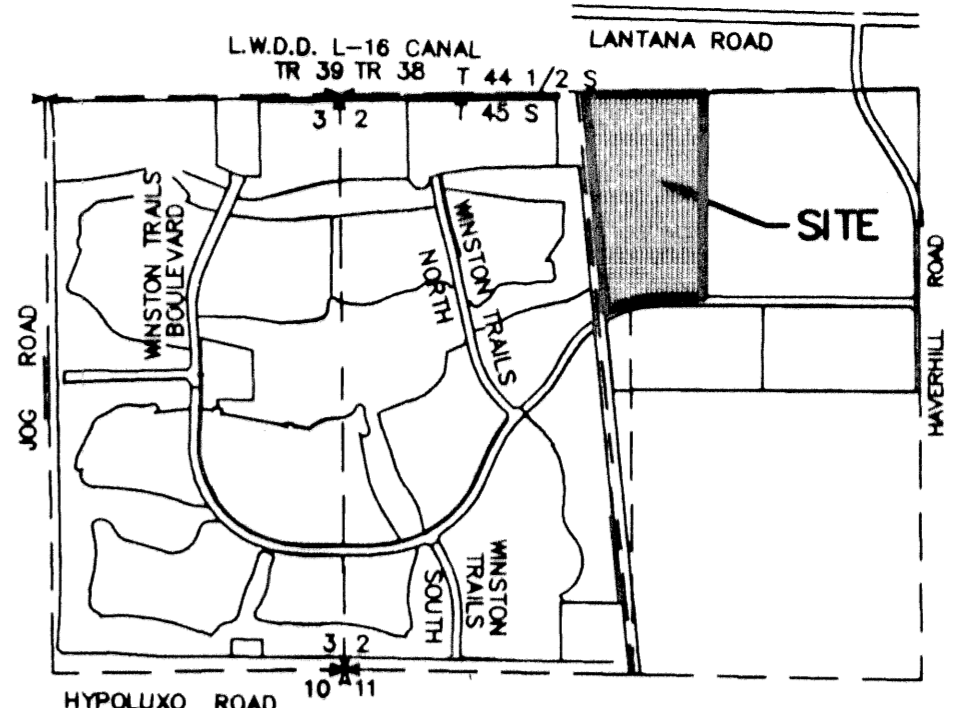 LANTANA ROAD
L.W.D.D. L-16 CANAL
TR 39 TR 38 T 44 1/2 S
3 2 T 45 S
WINSTON TRAILS
BOULEVARD
WINSTON TRAILS
NORTH
SITE
JOG ROAD
HAVERHILL ROAD
WINSTON
TRAILS
SOUTH
3 2
10 11
HYPOLUXO ROAD